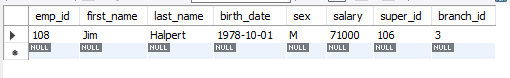 emp_id first_name last_name birth_date sex salary super_id branch_id
108 Jim Halpert 1978-10-01 M 71000 106 3
NULL NULL NULL NULL NULL NULL NULL NULL